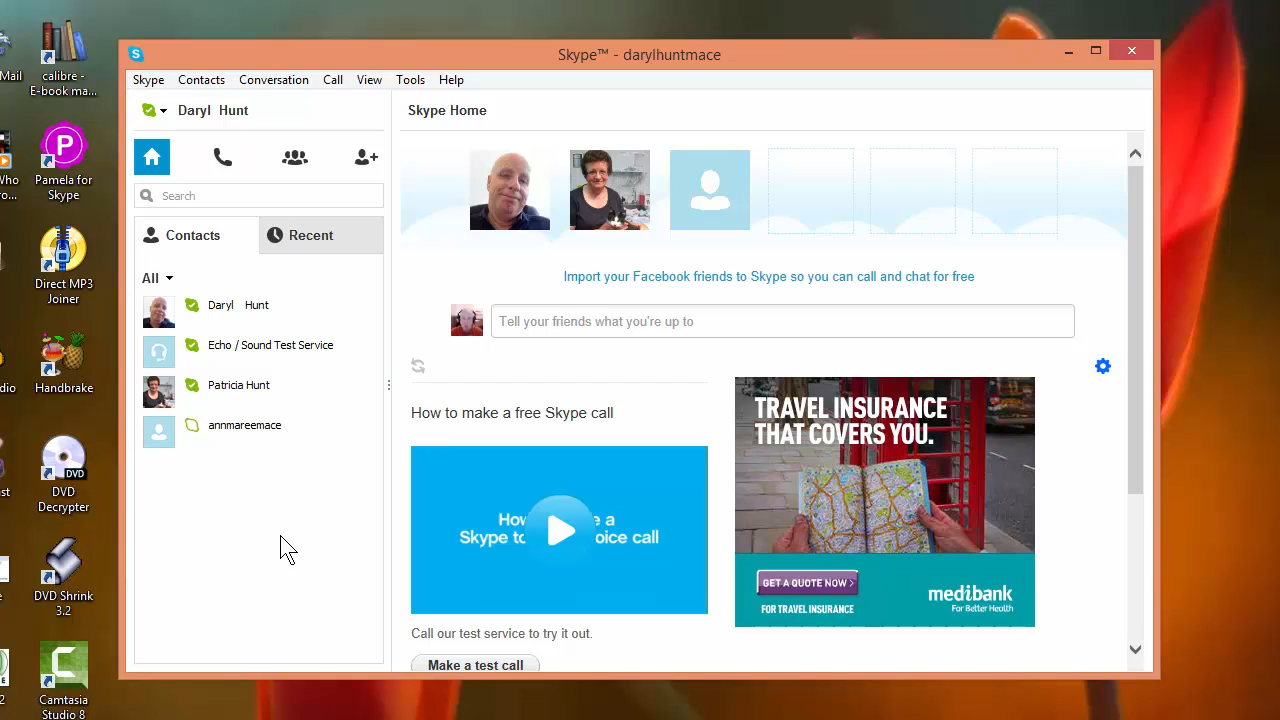 Mail
calibre -
E-book ma...
Who
ro...
Pamela for
Skype
Direct MP3
Joiner
dio
Handbrake
st
DVD
DVD
Decrypter
e
DVD Shrink
3.2
2
Camtasia
Studio 8
Skype™ - darylhuntmace
Skype Contacts Conversation Call View Tools Help
Daryl Hunt
Search
Contacts
Recent
All
Daryl Hunt
Echo / Sound Test Service
Patricia Hunt
annmareemace
Skype Home
Import your Facebook friends to Skype so you can call and chat for free
Tell your friends what you're up to
How to make a free Skype call
How e a
Skype to oice call
Call our test service to try it out.
Make a test call
TRAVEL INSURANCE
THAT COVERS YOU.
GET A QUOTE NOW >
FOR TRAVEL INSURANCE
medibank
For Better Health